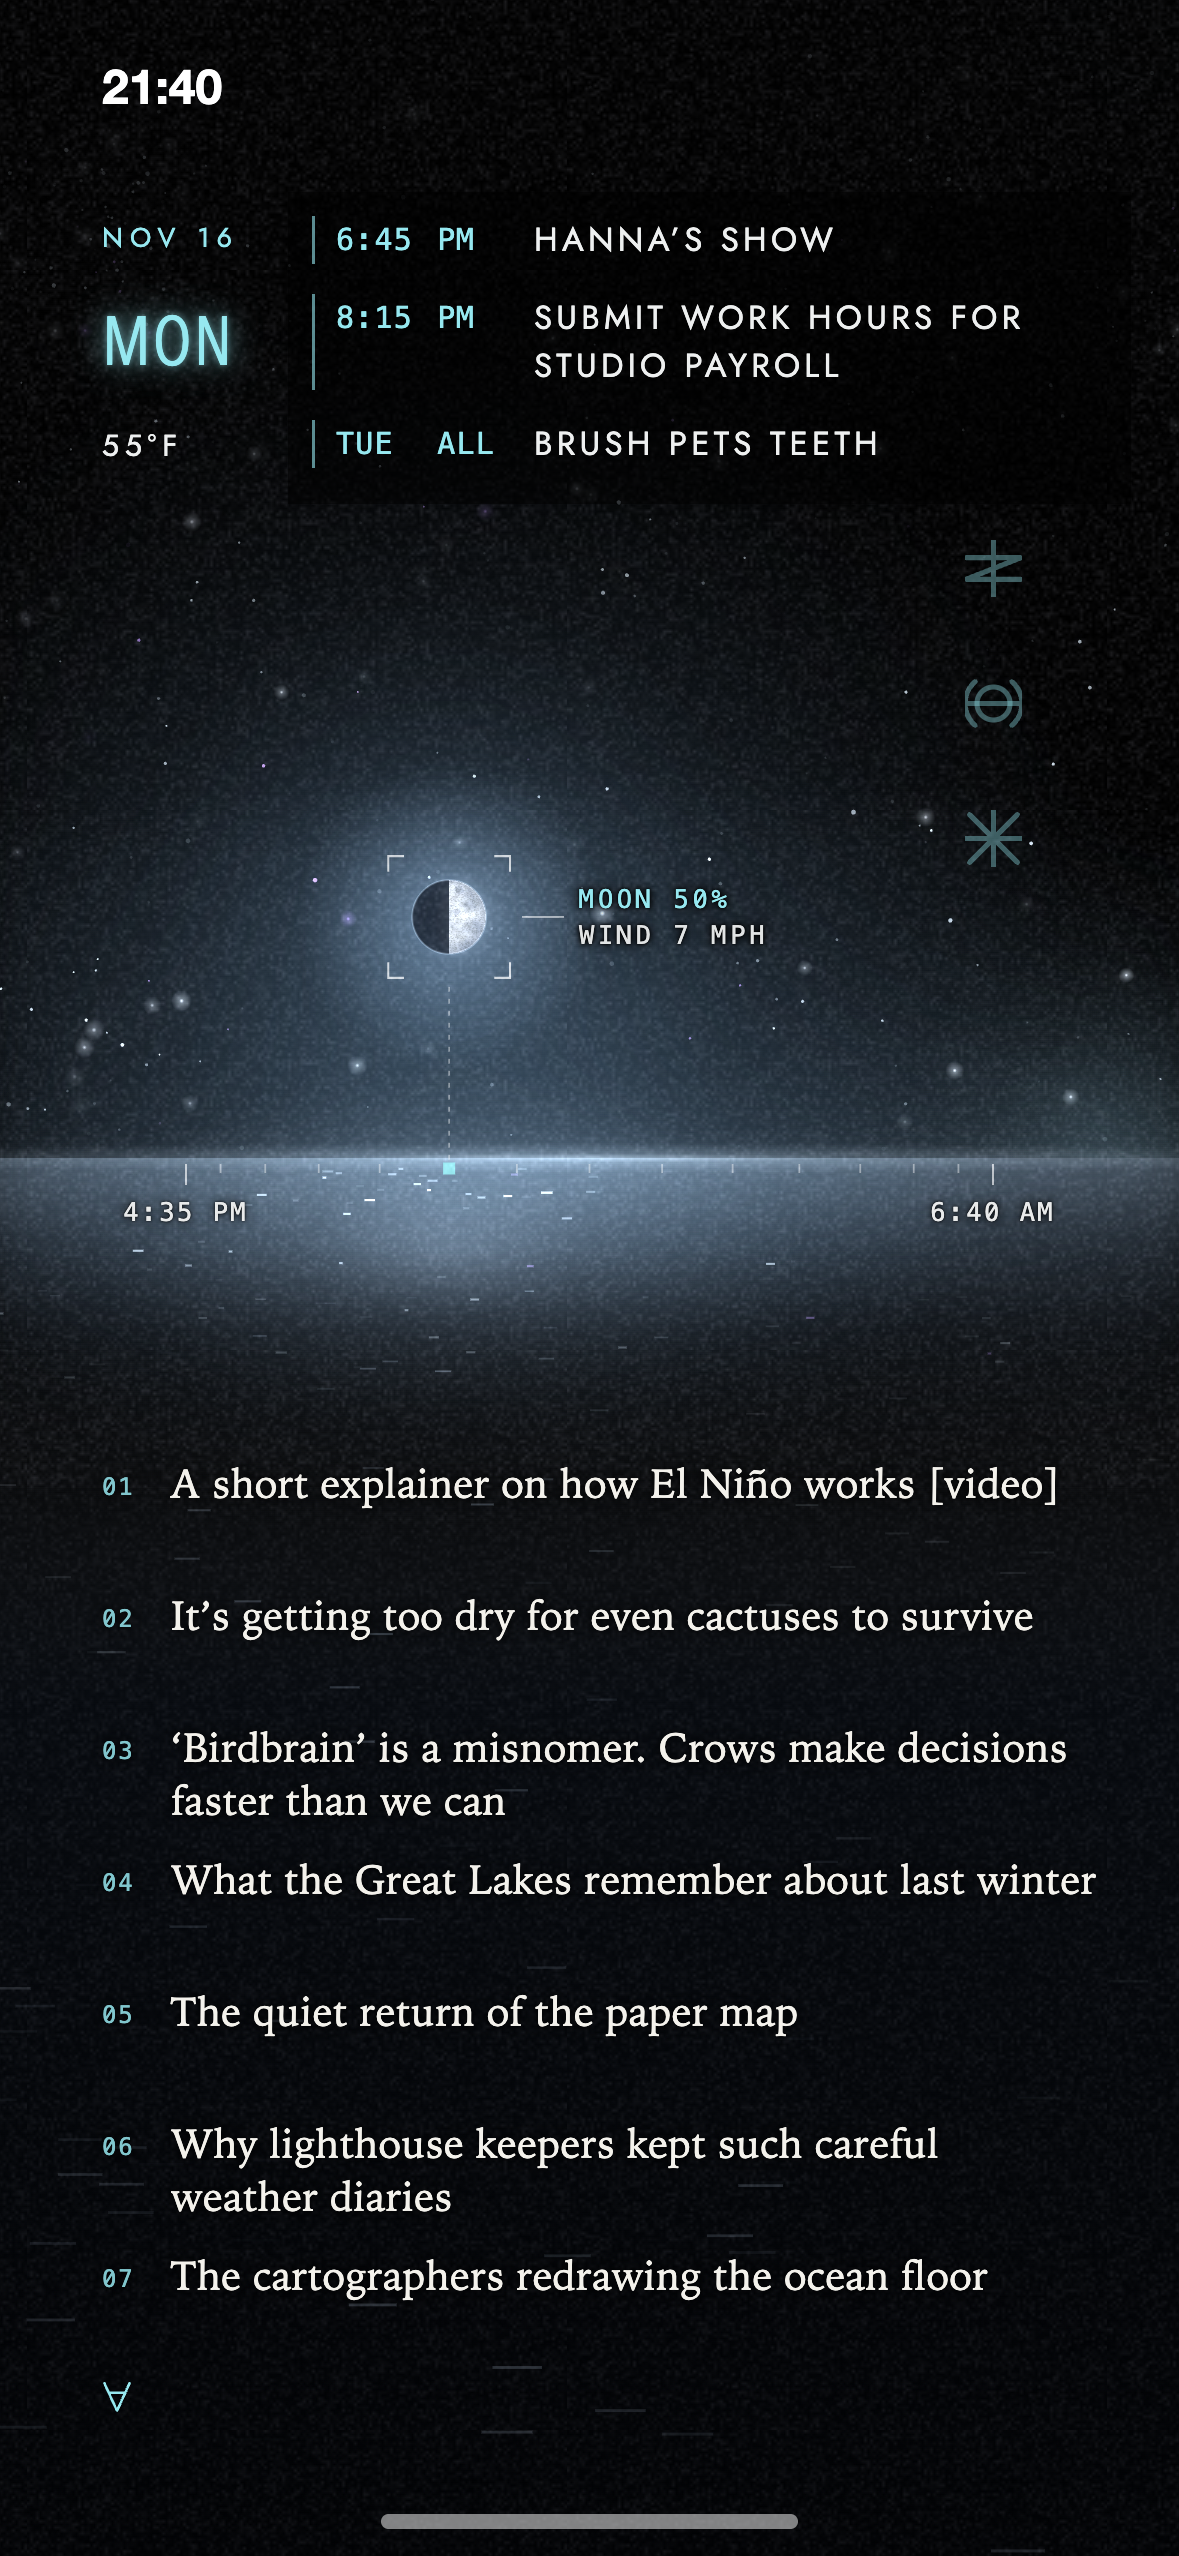 21:40
NOV 16
MON
55°F
6:45 PM HANNA’S SHOW
8:15 PM SUBMIT WORK HOURS FOR
STUDIO PAYROLL
TUE ALL BRUSH PETS TEETH
MOON 50%
WIND 7 MPH
4:35 PM
6:40 AM
01 A short explainer on how El Niño works [video]
02 It’s getting too dry for even cactuses to survive
03 ‘Birdbrain’ is a misnomer. Crows make decisions
faster than we can
04 What the Great Lakes remember about last winter
05 The quiet return of the paper map
06 Why lighthouse keepers kept such careful
weather diaries
07 The cartographers redrawing the ocean floor